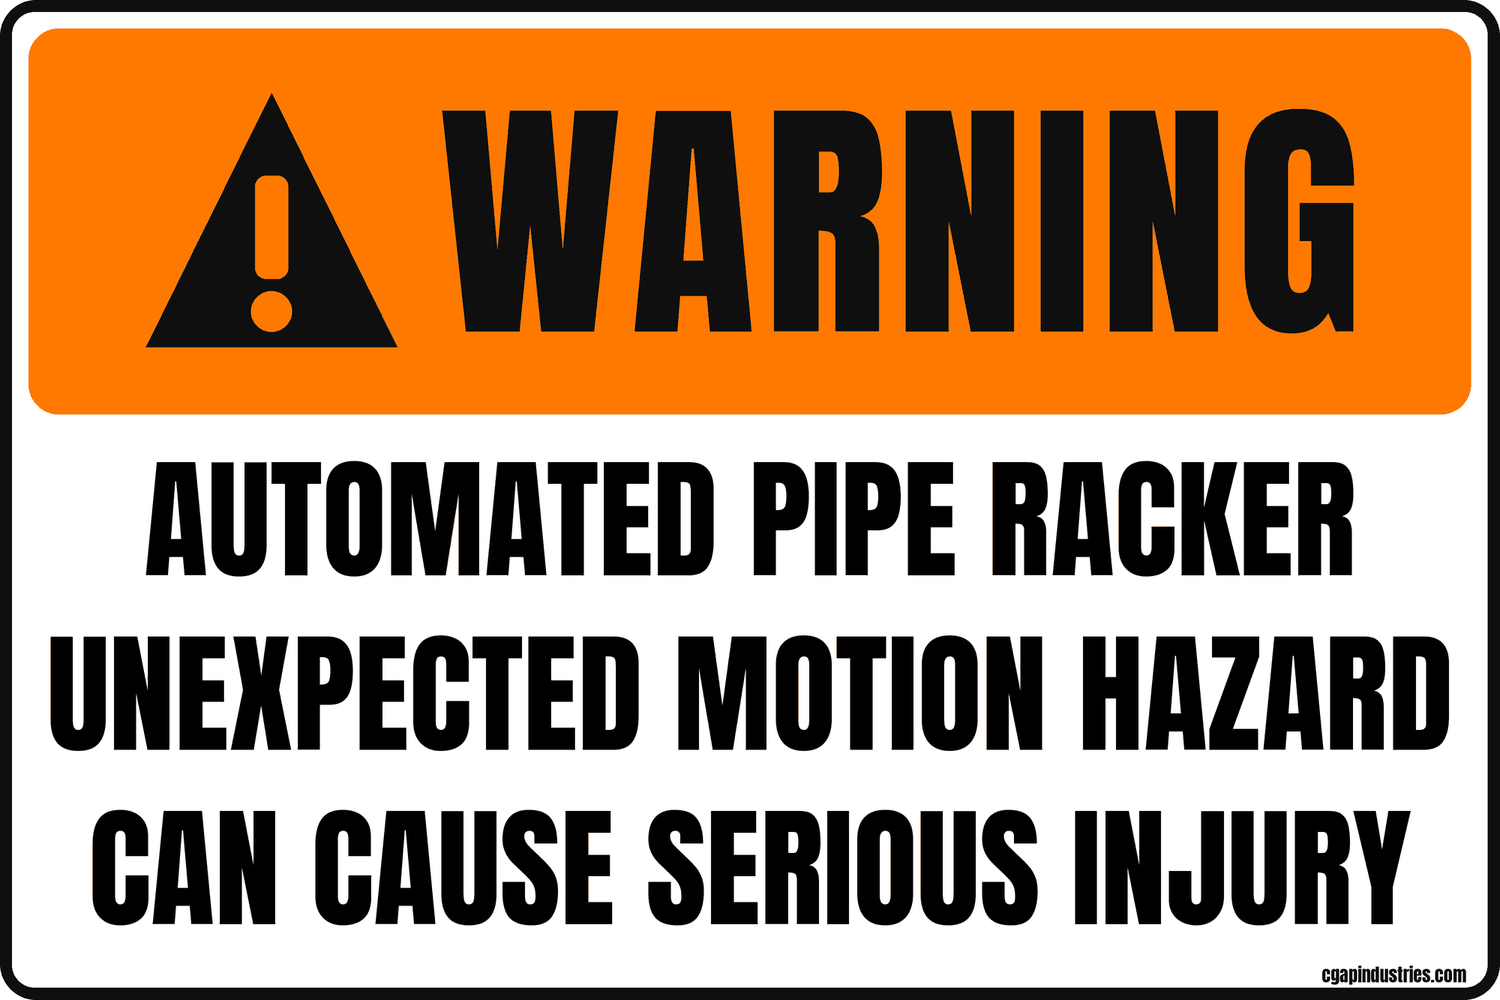 WARNING
AUTOMATED PIPE RACKER
UNEXPECTED MOTION HAZARD
CAN CAUSE SERIOUS INJURY
cgapindustries.com